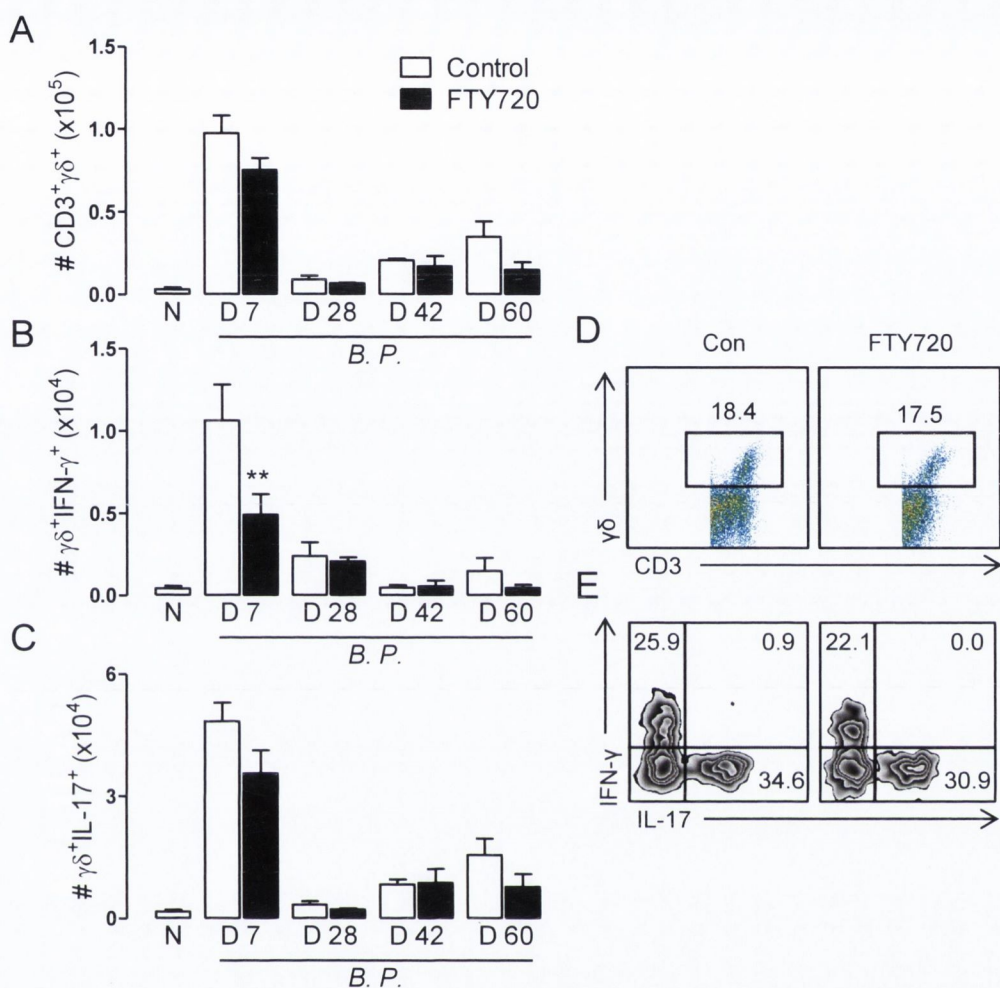 A
# CD3⁺γδ⁺ (x10⁵)
1.5
1.0
0.5
0.0
Control
FTY720
N D 7 D 28 D 42 D 60
B. P.
B
# γδ⁺IFN-γ⁺ (x10⁴)
1.5
1.0
0.5
0.0
**
N D 7 D 28 D 42 D 60
B. P.
C
# γδ⁺IL-17⁺ (x10⁴)
6
3
0
N D 7 D 28 D 42 D 60
B. P.
D
Con FTY720
18.4 17.5
γδ
CD3
E
25.9 0.9 22.1 0.0
34.6 30.9
IFN-γ
IL-17